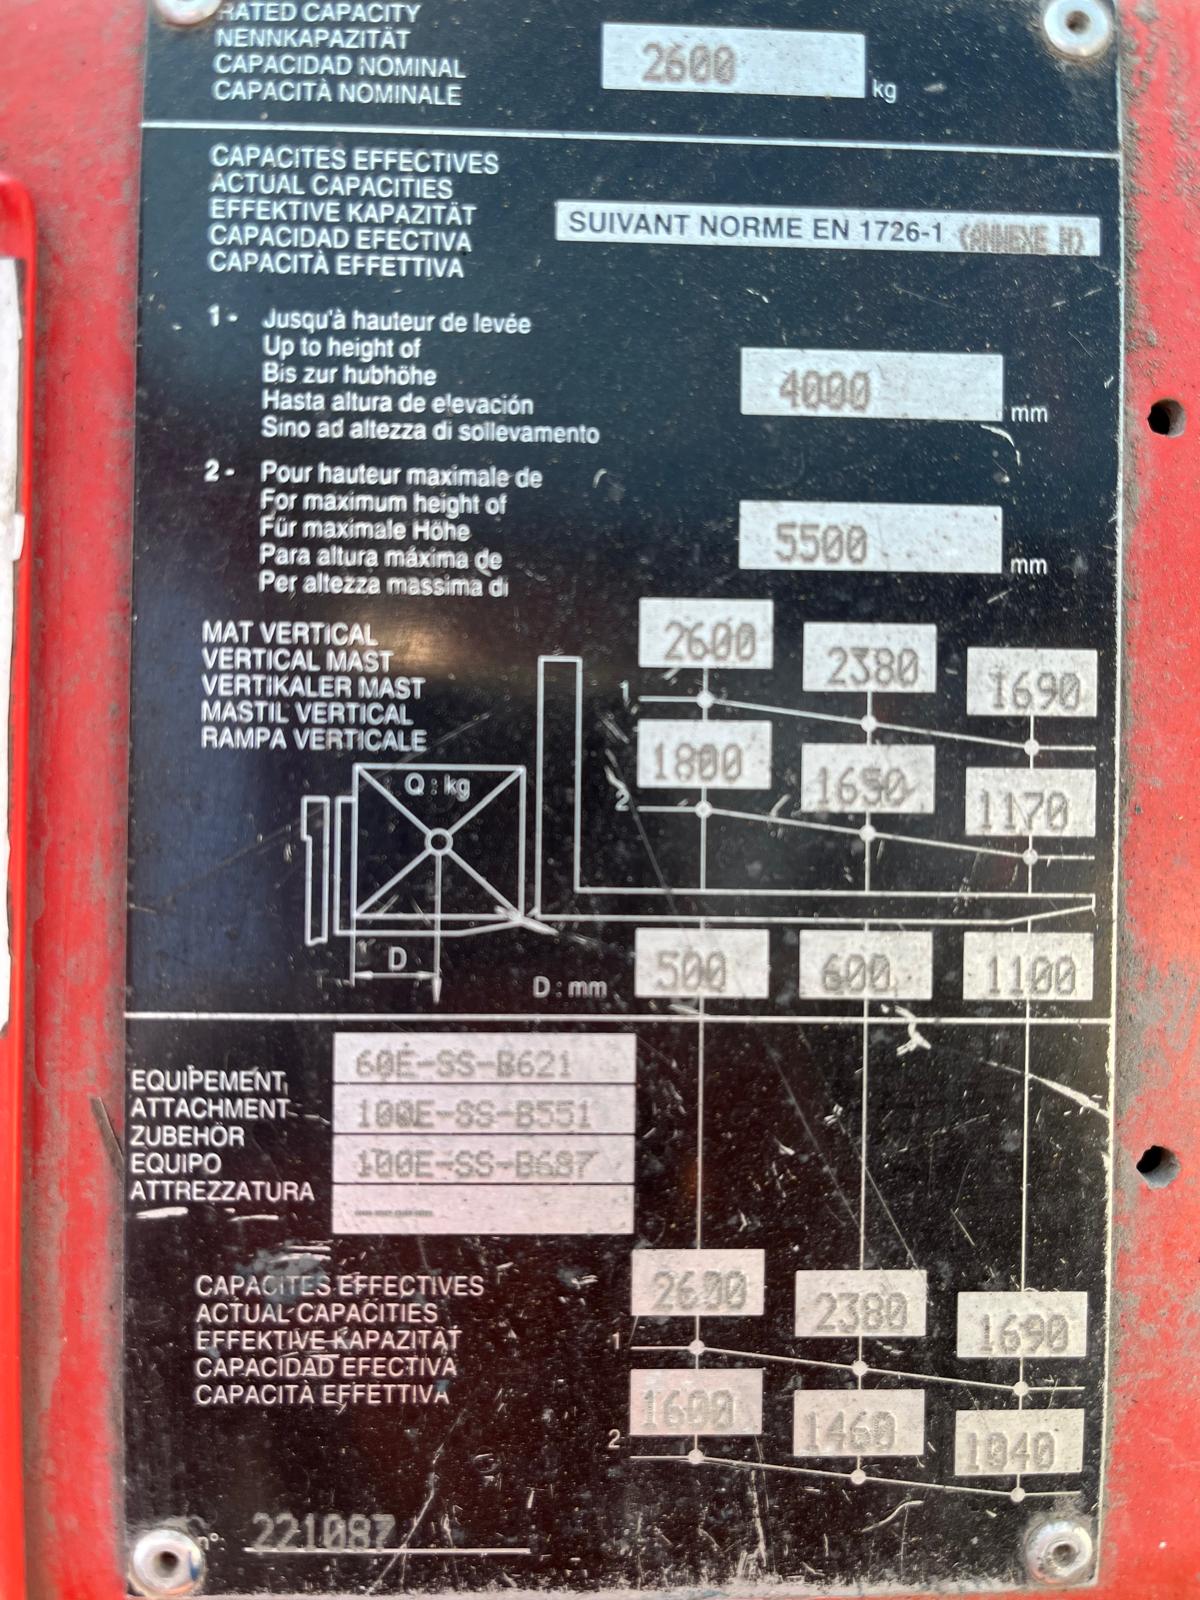 RATED CAPACITY
NENNKAPAZITÄT
CAPACIDAD NOMINAL
CAPACITÀ NOMINALE
2600 kg
CAPACITES EFFECTIVES
ACTUAL CAPACITIES
EFFEKTIVE KAPAZITÄT
CAPACIDAD EFECTIVA
CAPACITÀ EFFETTIVA
SUIVANT NORME EN 1726-1 (ANNEXE H)
1 - Jusqu'à hauteur de levée
Up to height of
Bis zur hubhöhe
Hasta altura de elevación
Sino ad altezza di sollevamento
4000 mm
2 - Pour hauteur maximale de
For maximum height of
Für maximale Höhe
Para altura máxima de
Per altezza massima di
5500 mm
MAT VERTICAL
VERTICAL MAST
VERTIKALER MAST
MASTIL VERTICAL
RAMPA VERTICALE
2600 2380 1690
1
1800 1650 1170
2
Q : kg
D
D : mm
500 600 1100
EQUIPEMENT
ATTACHMENT
ZUBEHÖR
EQUIPO
ATTREZZATURA
60E-SS-B621
100E-SS-B551
100E-SS-B687
CAPACITES EFFECTIVES
ACTUAL CAPACITIES
EFFEKTIVE KAPAZITÄT
CAPACIDAD EFECTIVA
CAPACITÀ EFFETTIVA
2600 2380 1690
1
1600 1460 1040
2
n° 221087